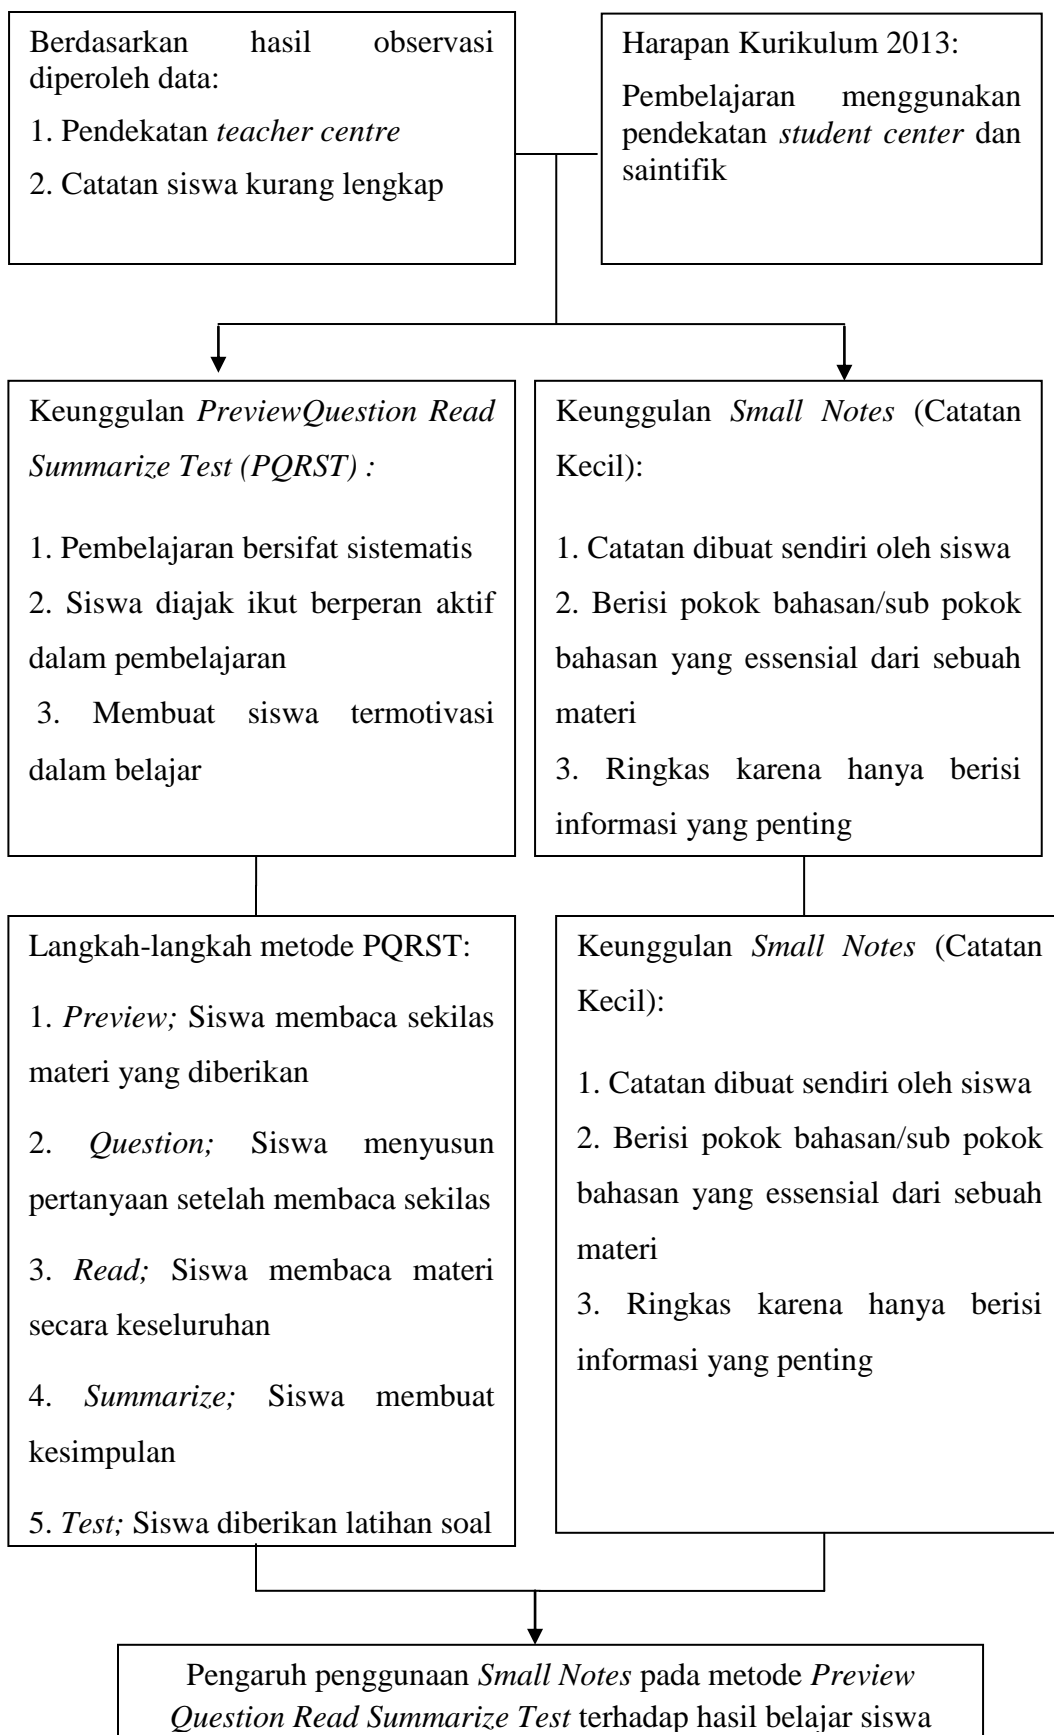 Berdasarkan hasil observasi
diperoleh data:
1. Pendekatan teacher centre
2. Catatan siswa kurang lengkap
Harapan Kurikulum 2013:
Pembelajaran menggunakan
pendekatan student center dan
saintifik
Keunggulan PreviewQuestion Read
Summarize Test (PQRST) :
1. Pembelajaran bersifat sistematis
2. Siswa diajak ikut berperan aktif
dalam pembelajaran
3. Membuat siswa termotivasi
dalam belajar
Keunggulan Small Notes (Catatan
Kecil):
1. Catatan dibuat sendiri oleh siswa
2. Berisi pokok bahasan/sub pokok
bahasan yang essensial dari sebuah
materi
3. Ringkas karena hanya berisi
informasi yang penting
Langkah-langkah metode PQRST:
1. Preview; Siswa membaca sekilas
materi yang diberikan
2. Question; Siswa menyusun
pertanyaan setelah membaca sekilas
3. Read; Siswa membaca materi
secara keseluruhan
4. Summarize; Siswa membuat
kesimpulan
5. Test; Siswa diberikan latihan soal
Keunggulan Small Notes (Catatan
Kecil):
1. Catatan dibuat sendiri oleh siswa
2. Berisi pokok bahasan/sub pokok
bahasan yang essensial dari sebuah
materi
3. Ringkas karena hanya berisi
informasi yang penting
Pengaruh penggunaan Small Notes pada metode Preview
Question Read Summarize Test terhadap hasil belajar siswa